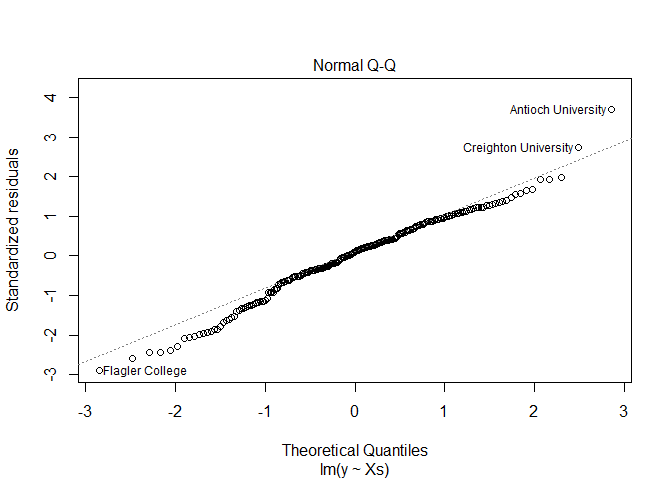 Normal Q-Q
Standardized residuals
4
3
2
1
0
-1
-2
-3
Antioch University
Creighton University
Flagler College
-3 -2 -1 0 1 2 3
Theoretical Quantiles
lm(y ~ Xs)